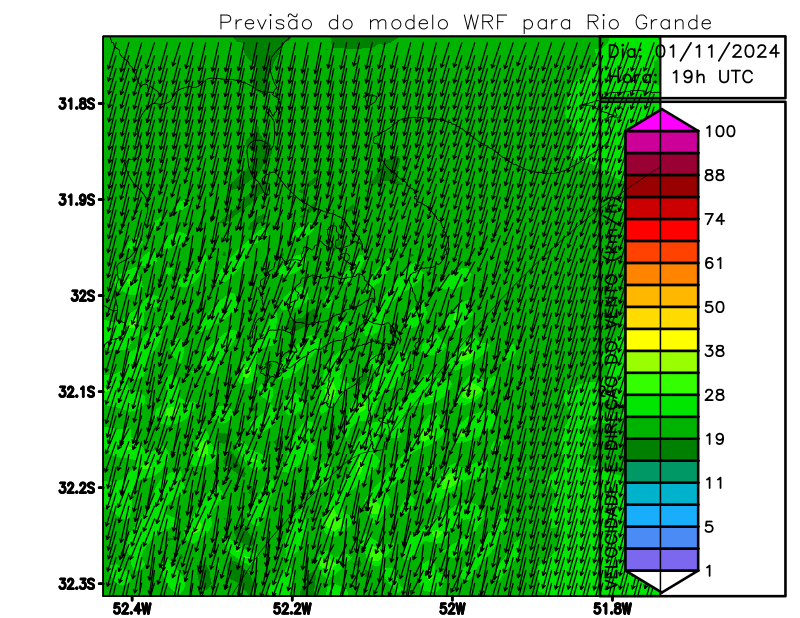 Previsão do modelo WRF para Rio Grande
Dia: 01/11/2024
Hora: 19h UTC
31.8S
31.9S
32S
32.1S
32.2S
32.3S
52.4W
52.2W
52W
51.8W
VELOCIDADE E DIREÇÃO DO VENTO (km/h)
100
88
74
61
50
38
28
19
11
5
1